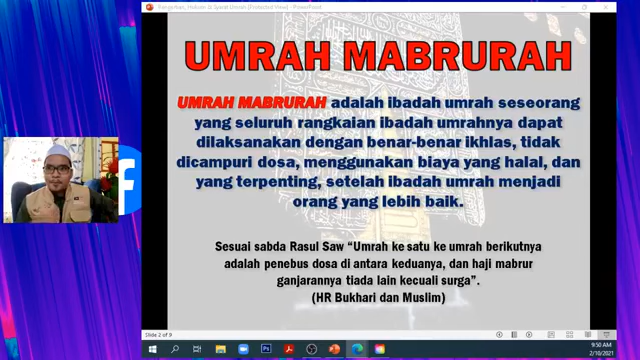 Pengertian, Hukum & Syarat Umrah [Protected View] - PowerPoint
UMRAH MABRURAH
UMRAH MABRURAH adalah ibadah umrah seseorang
yang seluruh rangkaian ibadah umrahnya dapat
dilaksanakan dengan benar-benar ikhlas, tidak
dicampuri dosa, menggunakan biaya yang halal, dan
yang terpenting, setelah ibadah umrah menjadi
orang yang lebih baik.
Sesuai sabda Rasul Saw “Umrah ke satu ke umrah berikutnya
adalah penebus dosa di antara keduanya, dan haji mabrur
ganjarannya tiada lain kecuali surga”.
(HR Bukhari dan Muslim)
Slide 2 of 9
9:50 AM
2/10/2021